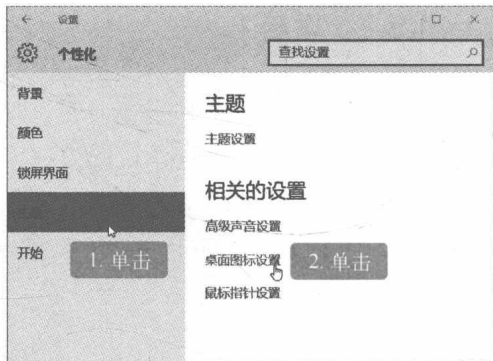 ← 设置
个性化
查找设置
背景
颜色
锁屏界面
开始
1. 单击
主题
主题设置
相关的设置
高级声音设置
桌面图标设置
2. 单击
鼠标指针设置